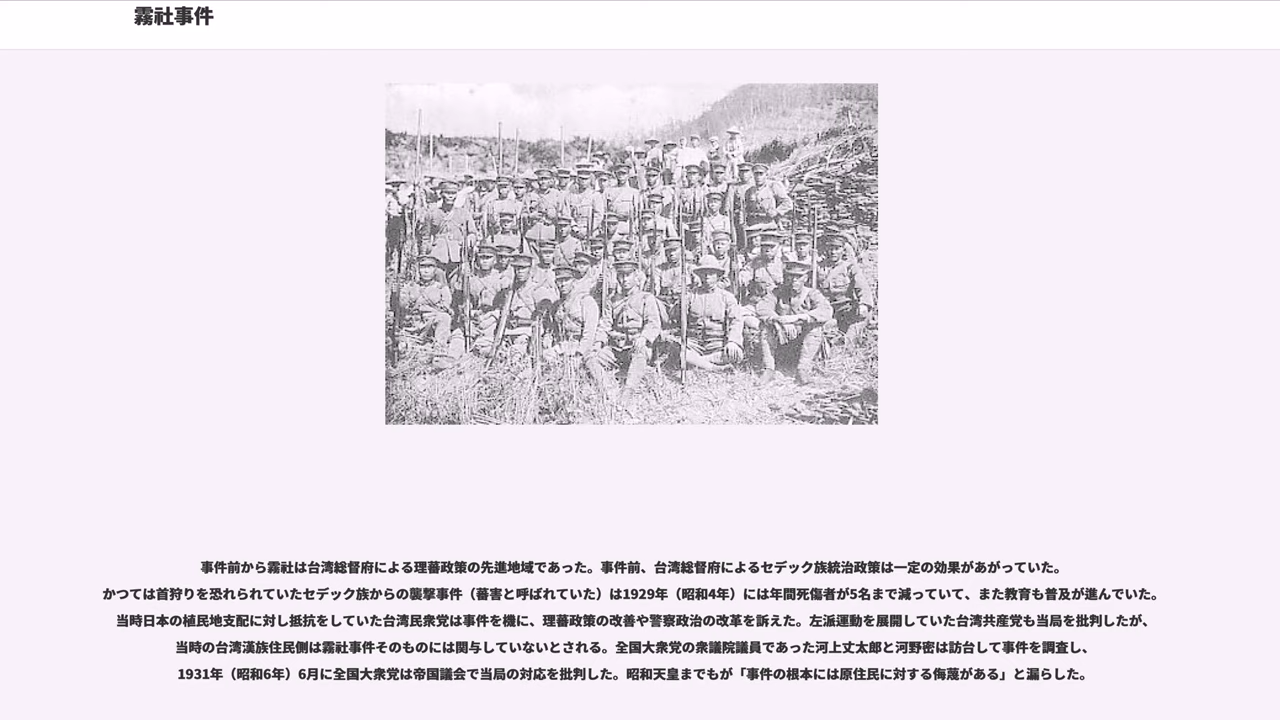 霧社事件
事件前から霧社は台湾総督府による理蕃政策の先進地域であった。事件前、台湾総督府によるセデック族統治政策は一定の効果があがっていた。
かつては首狩りを恐れられていたセデック族からの襲撃事件（蕃害と呼ばれていた）は1929年（昭和4年）には年間死傷者が5名まで減っていて、また教育も普及が進んでいた。
当時日本の植民地支配に対し抵抗をしていた台湾民衆党は事件を機に、理蕃政策の改善や警察政治の改革を訴えた。左派運動を展開していた台湾共産党も当局を批判したが、
当時の台湾漢族住民側は霧社事件そのものには関与していないとされる。全国大衆党の衆議院議員であった河上丈太郎と河野密は訪台して事件を調査し、
1931年（昭和6年）6月に全国大衆党は帝国議会で当局の対応を批判した。昭和天皇までもが「事件の根本には原住民に対する侮蔑がある」と漏らした。